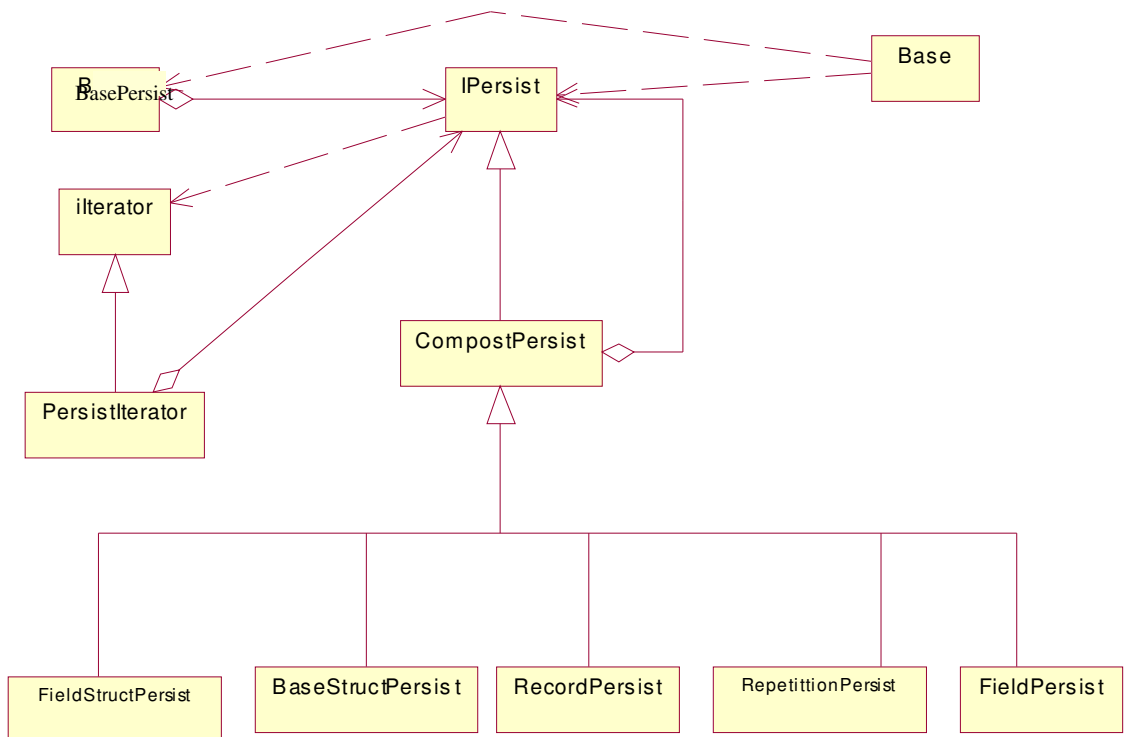 Base
IPersist
B
BasePersist
iIterator
CompostPersist
PersistIterator
FieldStructPersist
BaseStructPersist
RecordPersist
RepetittionPersist
FieldPersist